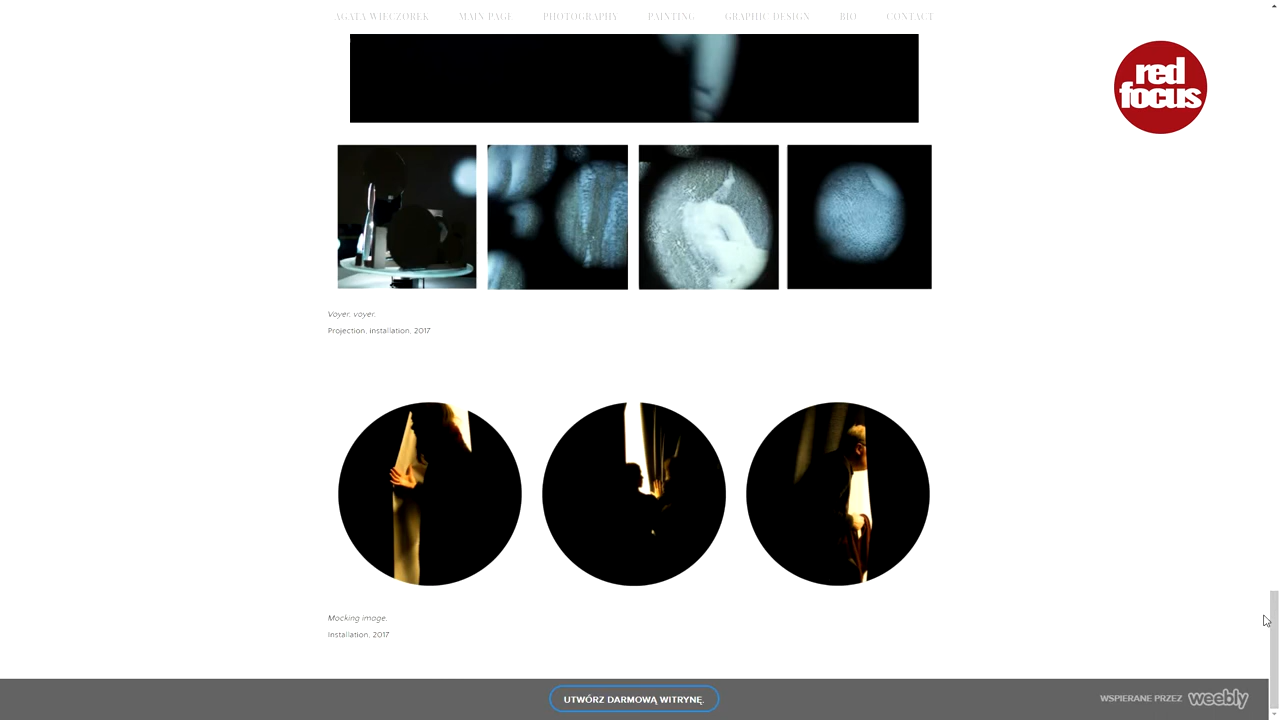 AGATA WIECZOREK MAIN PAGE PHOTOGRAPHY PAINTING GRAPHIC DESIGN BIO CONTACT
red
focus
Voyer, voyer.
Projection, installation, 2017
Mocking image.
Installation, 2017
UTWÓRZ DARMOWĄ WITRYNĘ.
WSPIERANE PRZEZ weebly